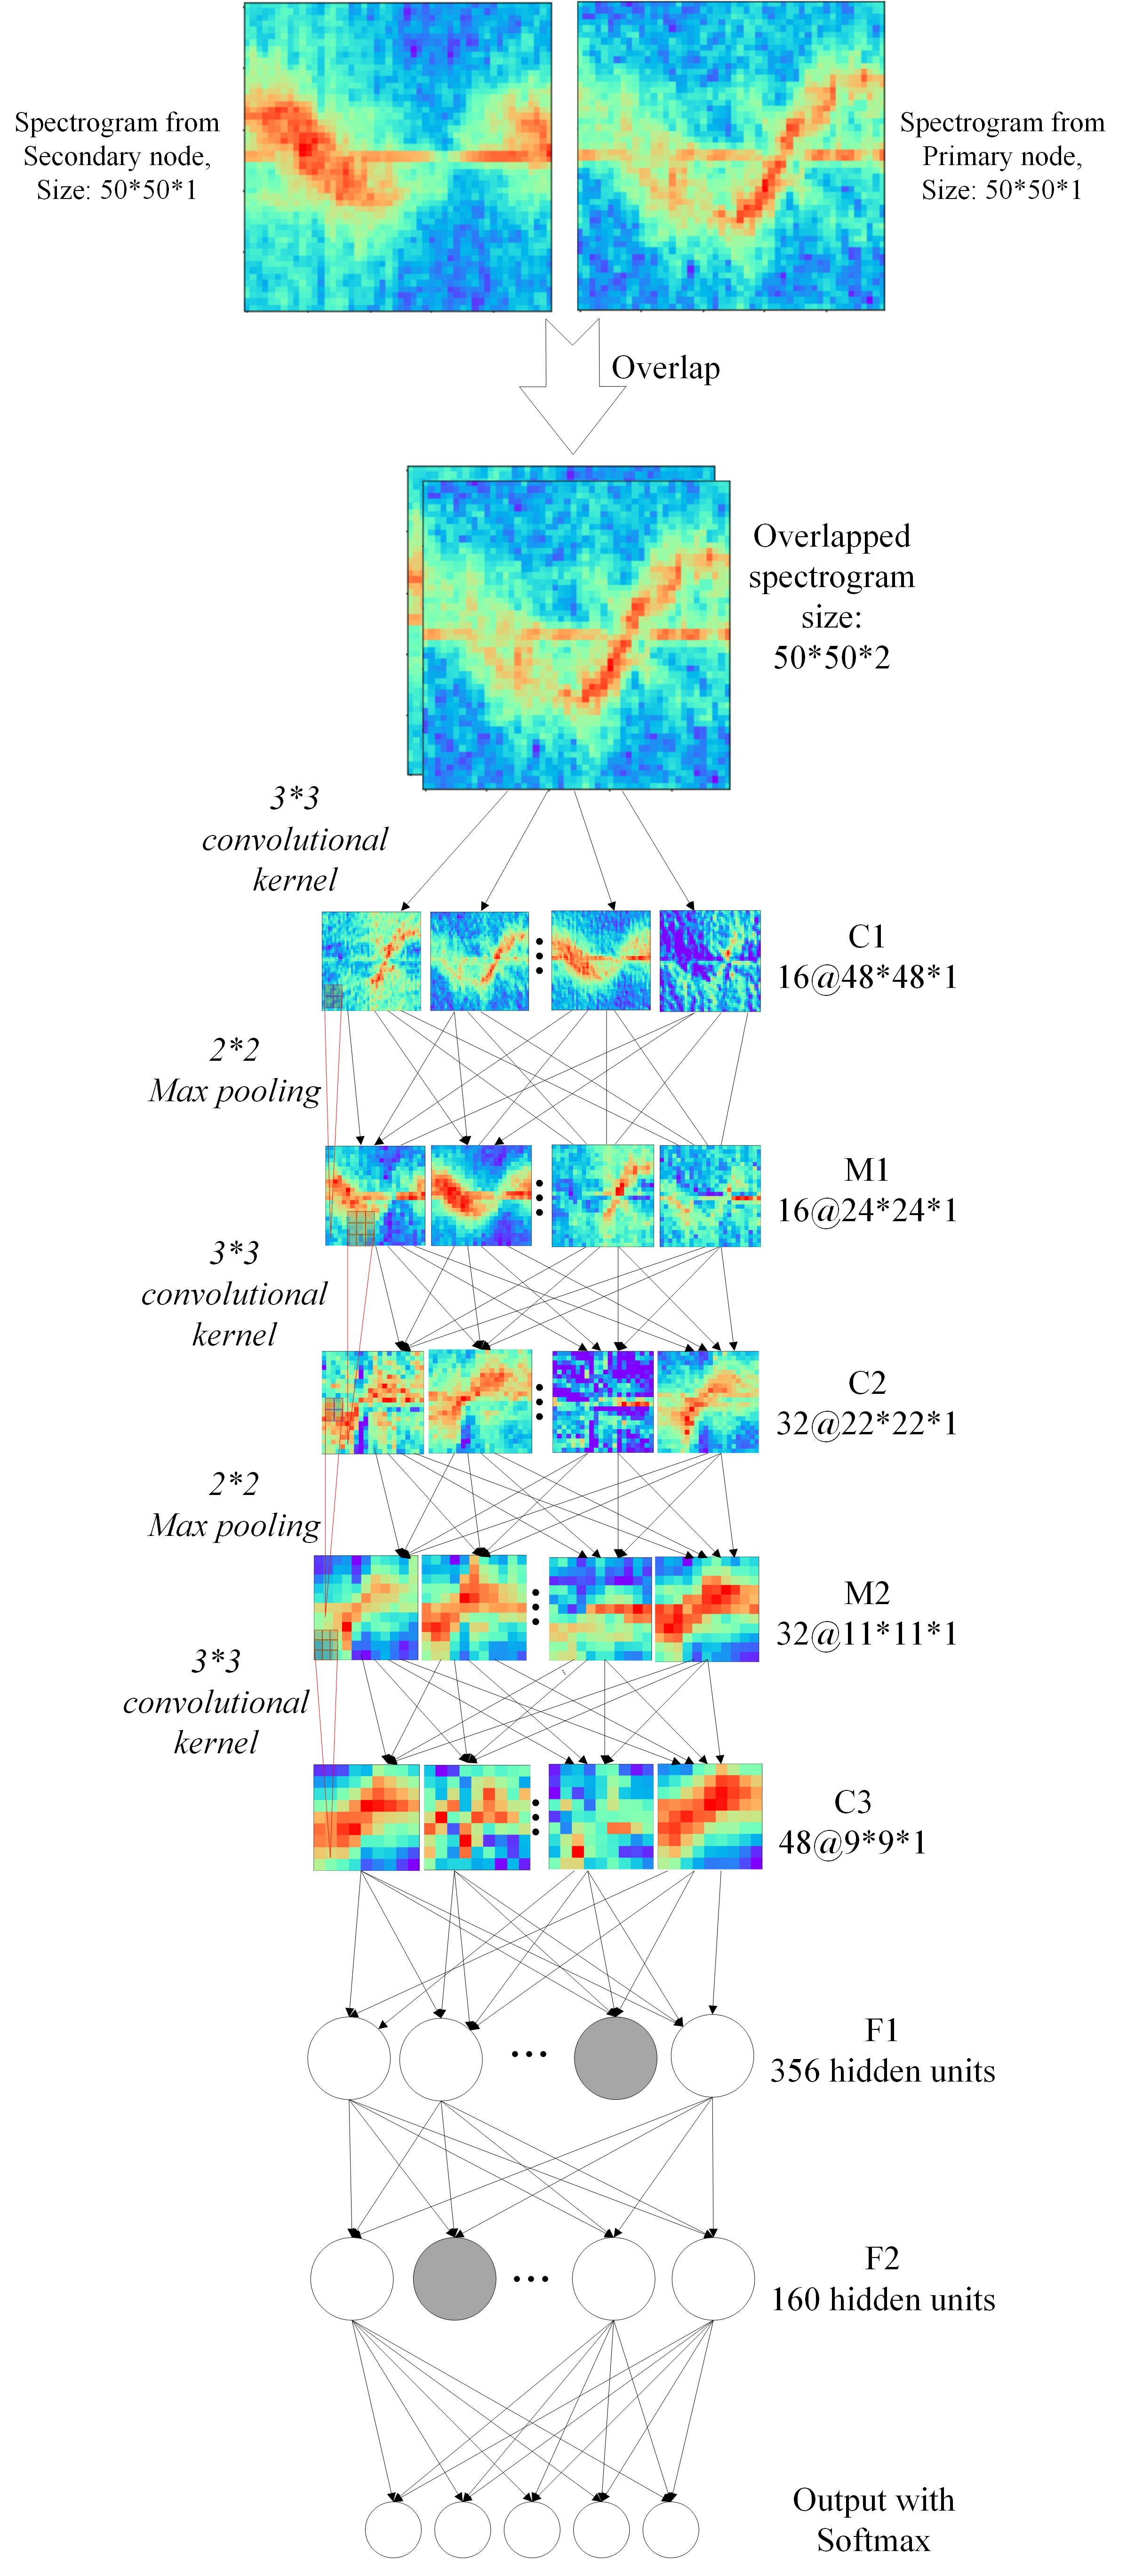 Spectrogram from
Secondary node,
Size: 50*50*1
Spectrogram from
Primary node,
Size: 50*50*1
Overlap
Overlapped
spectrogram
size:
50*50*2
3*3
convolutional
kernel
C1
16@48*48*1
2*2
Max pooling
M1
16@24*24*1
3*3
convolutional
kernel
C2
32@22*22*1
2*2
Max pooling
M2
32@11*11*1
3*3
convolutional
kernel
C3
48@9*9*1
F1
356 hidden units
F2
160 hidden units
Output with
Softmax